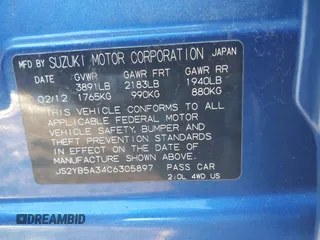 MFD BY SUZUKI MOTOR CORPORATION JAPAN
DATE GVWR GAWR FRT GAWR RR
3891LB 2183LB 1940LB
02/12 1765KG 990KG 880KG
THIS VEHICLE CONFORMS TO ALL
APPLICABLE FEDERAL MOTOR
VEHICLE SAFETY, BUMPER AND
THEFT PREVENTION STANDARDS
IN EFFECT ON THE DATE OF
MANUFACTURE SHOWN ABOVE.
JS2YB5A34C6305897 PASS CAR
2.0L 4WD US
DREAMBID